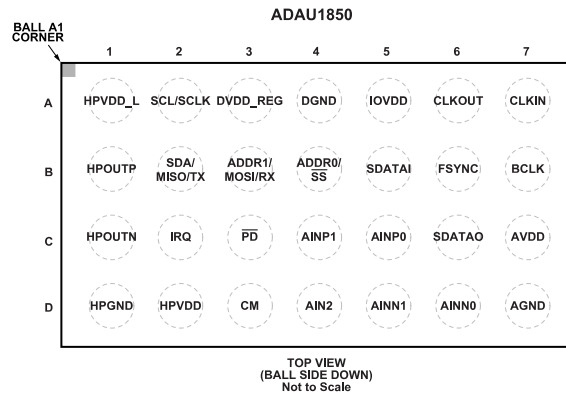 ADAU1850
BALL A1
CORNER
1 2 3 4 5 6 7
A HPVDD_L SCL/SCLK DVDD_REG DGND IOVDD CLKOUT CLKIN
B HPOUTP SDA/
MISO/TX ADDR1/
MOSI/RX ADDR0/
SS SDATAI FSYNC BCLK
C HPOUTN IRQ PD AINP1 AINP0 SDATAO AVDD
D HPGND HPVDD CM AIN2 AINN1 AINN0 AGND
TOP VIEW
(BALL SIDE DOWN)
Not to Scale